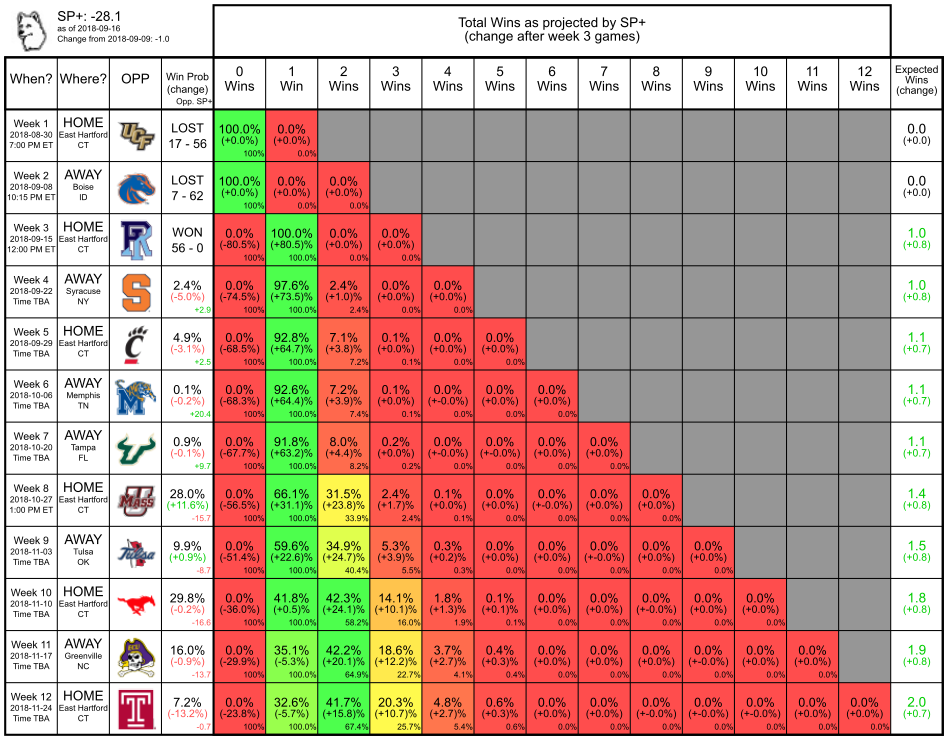 SP+: -28.1
as of 2018-09-16
Change from 2018-09-09: -1.0
Total Wins as projected by SP+
(change after week 3 games)
When? Where? OPP Win Prob (change) Opp. SP+ 0 Wins 1 Win 2 Wins 3 Wins 4 Wins 5 Wins 6 Wins 7 Wins 8 Wins 9 Wins 10 Wins 11 Wins 12 Wins Expected Wins (change)
Week 1 HOME UCF LOST 100.0% 0.0% 0.0
2018-08-30 East Hartford 17 - 56 (+0.0%) (+0.0%) (+0.0)
7:00 PM ET CT 100% 0.0%
Week 2 AWAY LOST 100.0% 0.0% 0.0% 0.0
2018-09-08 Boise 7 - 62 (+0.0%) (+0.0%) (+0.0%) (+0.0)
10:15 PM ET ID 100% 0.0% 0.0%
Week 3 HOME WON 0.0% 100.0% 0.0% 0.0% 1.0
2018-09-15 East Hartford 56 - 0 (-80.5%) (+80.5)% (+0.0%) (+0.0%) (+0.8)
12:00 PM ET CT 100% 100.0% 0.0% 0.0%
Week 4 AWAY S 2.4% 0.0% 97.6% 2.4% 0.0% 0.0% 1.0
2018-09-22 Syracuse (-5.0%) (-74.5%) (+73.5)% (+1.0%) (+0.0%) (+0.0%) (+0.8)
Time TBA NY +2.9 100% 100.0% 2.4% 0.0% 0.0%
Week 5 HOME C 4.9% 0.0% 92.8% 7.1% 0.1% 0.0% 0.0% 1.1
2018-09-29 East Hartford (-3.1%) (-68.5%) (+64.7)% (+3.8%) (+0.0%) (+0.0%) (+0.0%) (+0.7)
Time TBA CT +2.5 100% 100.0% 7.2% 0.1% 0.0% 0.0%
Week 6 AWAY M 0.1% 0.0% 92.6% 7.2% 0.1% 0.0% 0.0% 0.0% 1.1
2018-10-06 Memphis (-0.2%) (-68.3%) (+64.4)% (+3.9%) (+0.0%) (+-0.0%) (+0.0%) (+0.0%) (+0.7)
Time TBA TN +20.4 100% 100.0% 7.4% 0.1% 0.0% 0.0% 0.0%
Week 7 AWAY 0.9% 0.0% 91.8% 8.0% 0.2% 0.0% 0.0% 0.0% 0.0% 1.1
2018-10-20 Tampa (-0.1%) (-67.7%) (+63.2)% (+4.4%) (+0.0%) (+-0.0%) (+-0.0%) (+0.0%) (+0.0%) (+0.7)
Time TBA FL +9.7 100% 100.0% 8.2% 0.2% 0.0% 0.0% 0.0% 0.0%
Week 8 HOME UMass 28.0% 0.0% 66.1% 31.5% 2.4% 0.1% 0.0% 0.0% 0.0% 0.0% 1.4
2018-10-27 East Hartford (+11.6%) (-56.5%) (+31.1)% (+23.8%) (+1.7%) (+0.0%) (+0.0%) (+-0.0%) (+0.0%) (+0.0%) (+0.8)
1:00 PM ET CT -15.7 100% 100.0% 33.9% 2.4% 0.1% 0.0% 0.0% 0.0% 0.0%
Week 9 AWAY Tulsa 9.9% 0.0% 59.6% 34.9% 5.3% 0.3% 0.0% 0.0% 0.0% 0.0% 0.0% 1.5
2018-11-03 Tulsa (+0.9%) (-51.4%) (+22.6)% (+24.7%) (+3.9%) (+0.2%) (+0.0%) (+0.0%) (+-0.0%) (+0.0%) (+0.0%) (+0.8)
Time TBA OK -8.7 100% 100.0% 40.4% 5.5% 0.3% 0.0% 0.0% 0.0% 0.0% 0.0%
Week 10 HOME 29.8% 0.0% 41.8% 42.3% 14.1% 1.8% 0.1% 0.0% 0.0% 0.0% 0.0% 0.0% 1.8
2018-11-10 East Hartford (-0.2%) (-36.0%) (+0.5)% (+24.1%) (+10.1%) (+1.3%) (+0.1%) (+0.0%) (+0.0%) (+-0.0%) (+0.0%) (+0.0%) (+0.8)
Time TBA CT -16.6 100% 100.0% 58.2% 16.0% 1.9% 0.1% 0.0% 0.0% 0.0% 0.0% 0.0%
Week 11 AWAY ECU 16.0% 0.0% 35.1% 42.2% 18.6% 3.7% 0.4% 0.0% 0.0% 0.0% 0.0% 0.0% 0.0% 1.9
2018-11-17 Greenville (-0.9%) (-29.9%) (-5.3%) (+20.1%) (+12.2%) (+2.7%) (+0.3%) (+0.0%) (+0.0%) (+0.0%) (+-0.0%) (+0.0%) (+0.0%) (+0.8)
Time TBA NC -13.7 100% 100.0% 64.9% 22.7% 4.1% 0.4% 0.0% 0.0% 0.0% 0.0% 0.0% 0.0%
Week 12 HOME T 7.2% 0.0% 32.6% 41.7% 20.3% 4.8% 0.6% 0.0% 0.0% 0.0% 0.0% 0.0% 0.0% 0.0% 2.0
2018-11-24 East Hartford (-13.2%) (-23.8%) (-5.7%) (+15.8%) (+10.7%) (+2.7%) (+0.3%) (+0.0%) (+-0.0%) (+-0.0%) (+0.0%) (+-0.0%) (+0.0%) (+0.0%) (+0.7)
Time TBA CT -0.7 100% 100.0% 67.4% 25.7% 5.4% 0.6% 0.0% 0.0% 0.0% 0.0% 0.0% 0.0% 0.0%